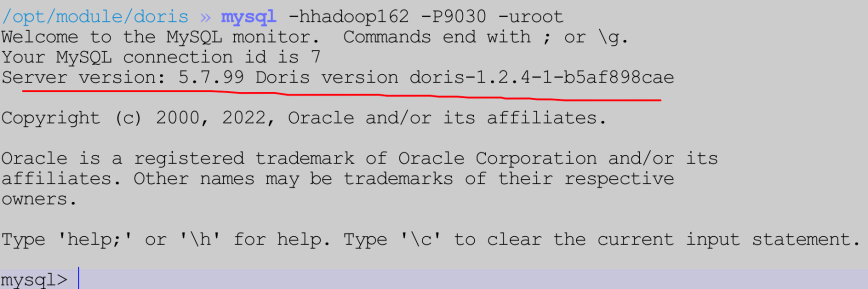 /opt/module/doris » mysql -hhadoop162 -P9030 -uroot
Welcome to the MySQL monitor.  Commands end with ; or \g.
Your MySQL connection id is 7
Server version: 5.7.99 Doris version doris-1.2.4-1-b5af898cae
Copyright (c) 2000, 2022, Oracle and/or its affiliates.
Oracle is a registered trademark of Oracle Corporation and/or its
affiliates. Other names may be trademarks of their respective
owners.
Type 'help;' or '\h' for help. Type '\c' to clear the current input statement.
mysql>